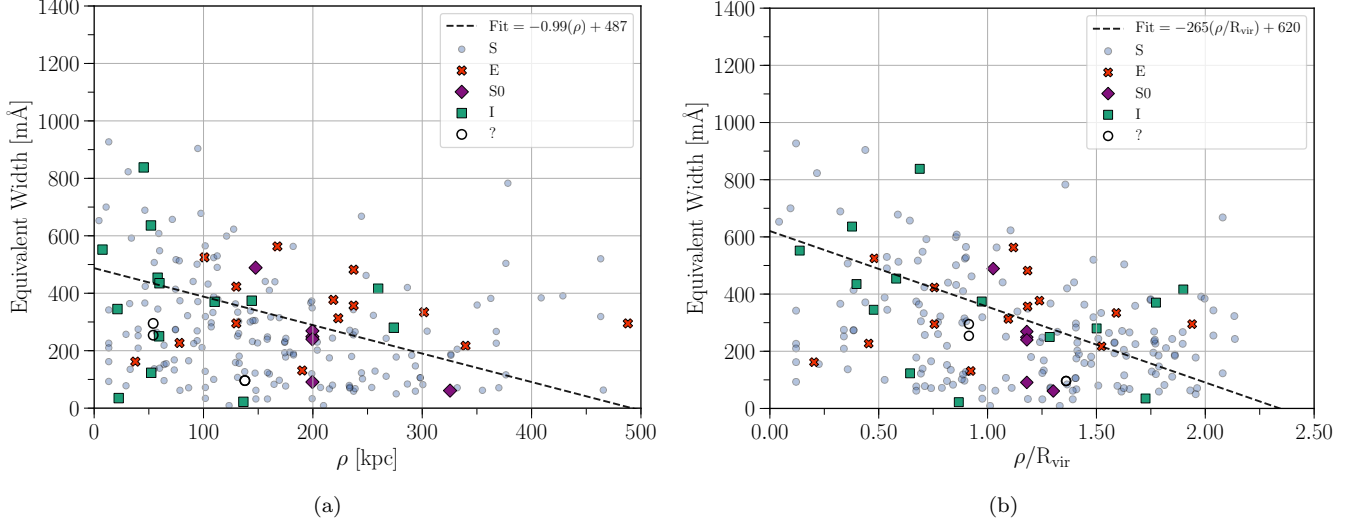 1400
1200
1000
800
600
400
200
0
Equivalent Width [mÅ]
0
100
200
300
400
500
ρ [kpc]
Fit = −0.99(ρ) + 487
S
E
S0
I
?
(a)
1400
1200
1000
800
600
400
200
0
Equivalent Width [mÅ]
0.00
0.50
1.00
1.50
2.00
2.50
ρ/R_vir
Fit = −265(ρ/R_vir) + 620
S
E
S0
I
?
(b)